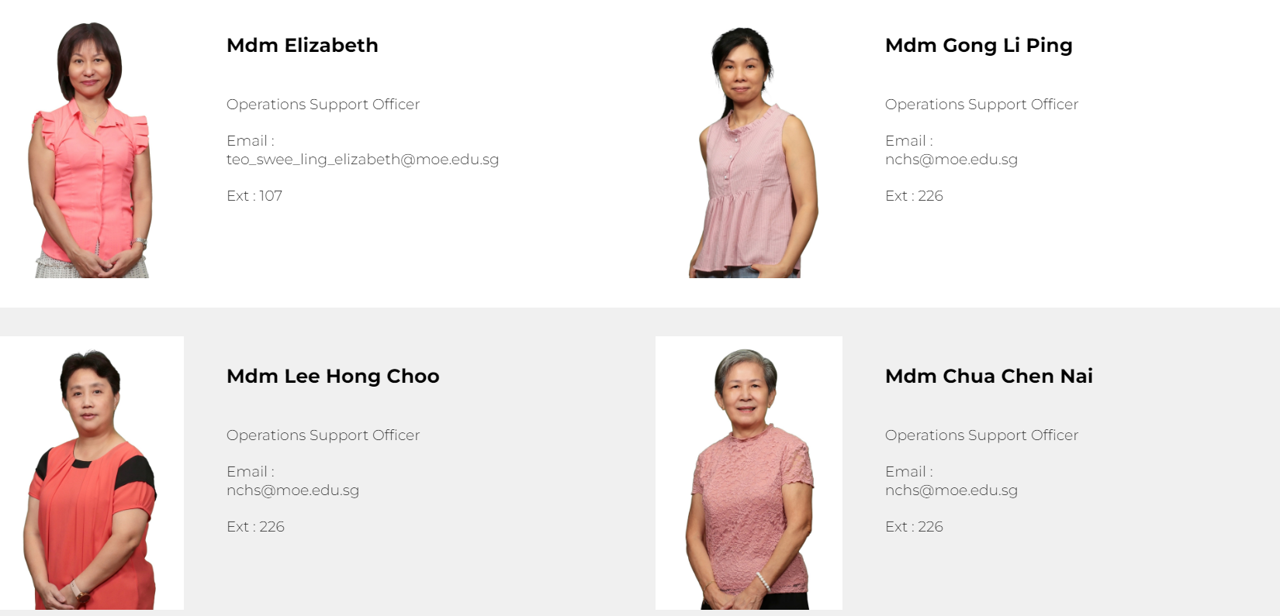 Mdm Elizabeth
Operations Support Officer
Email :
teo_swee_ling_elizabeth@moe.edu.sg
Ext : 107
Mdm Gong Li Ping
Operations Support Officer
Email :
nchs@moe.edu.sg
Ext : 226
Mdm Lee Hong Choo
Operations Support Officer
Email :
nchs@moe.edu.sg
Ext : 226
Mdm Chua Chen Nai
Operations Support Officer
Email :
nchs@moe.edu.sg
Ext : 226